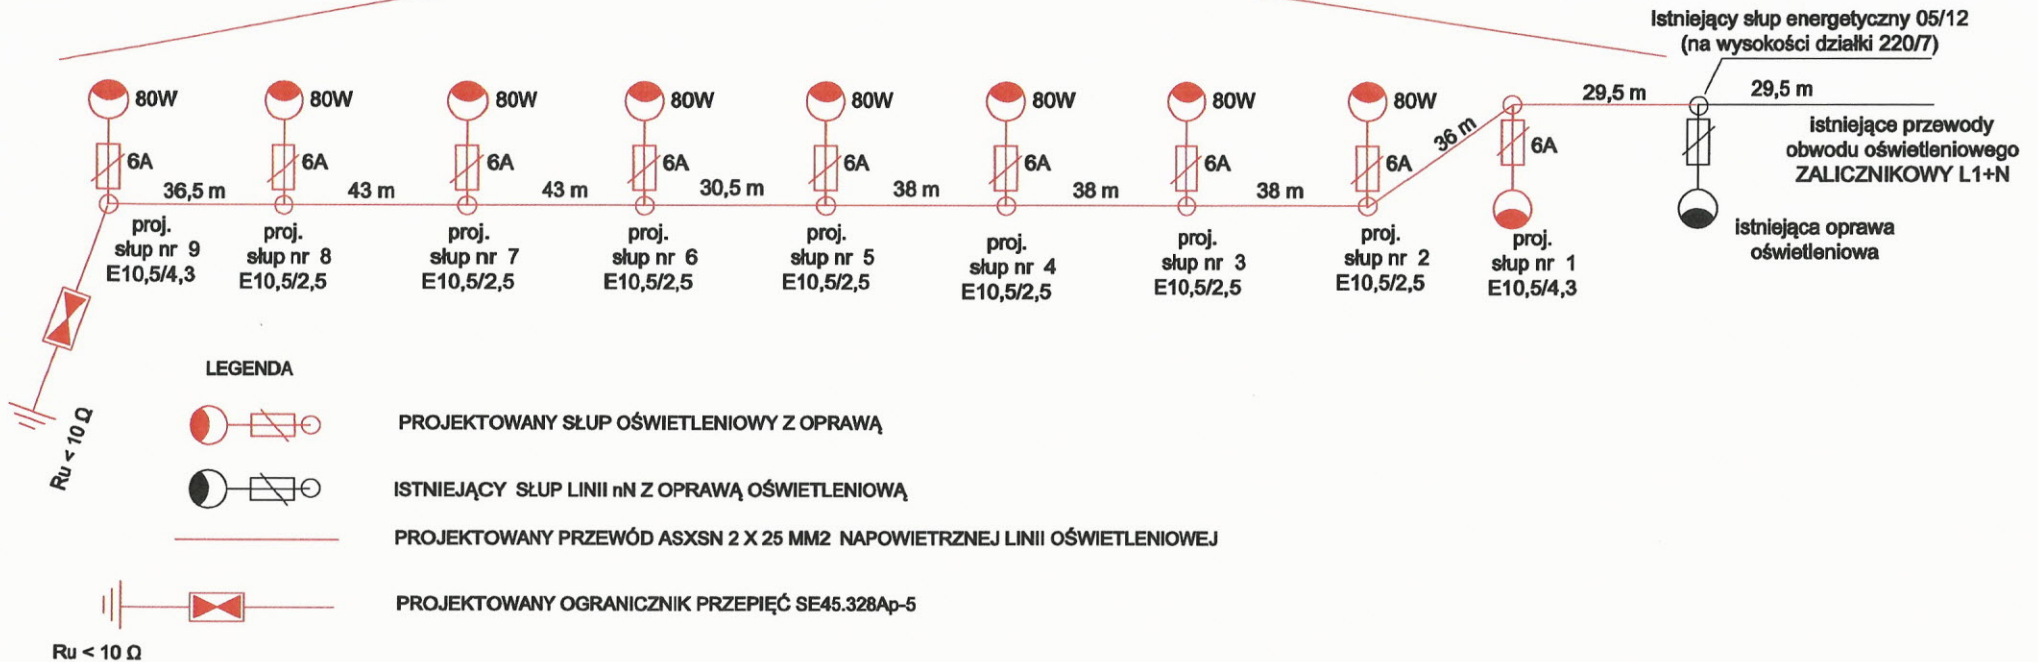 Istniejący słup energetyczny 05/12
(na wysokości działki 220/7)
80W
80W
80W
80W
80W
80W
80W
80W
29,5 m
29,5 m
istniejące przewody
obwodu oświetleniowego
ZALICZNIKOWY L1+N
36 m
6A
6A
6A
6A
6A
6A
6A
6A
6A
36,5 m
43 m
43 m
30,5 m
38 m
38 m
38 m
istniejąca oprawa
oświetleniowa
proj.
słup nr 9
E10,5/4,3
proj.
słup nr 8
E10,5/2,5
proj.
słup nr 7
E10,5/2,5
proj.
słup nr 6
E10,5/2,5
proj.
słup nr 5
E10,5/2,5
proj.
słup nr 4
E10,5/2,5
proj.
słup nr 3
E10,5/2,5
proj.
słup nr 2
E10,5/2,5
proj.
słup nr 1
E10,5/4,3
Ru < 10 Ω
LEGENDA
PROJEKTOWANY SŁUP OŚWIETLENIOWY Z OPRAWĄ
ISTNIEJĄCY SŁUP LINII nN Z OPRAWĄ OŚWIETLENIOWĄ
PROJEKTOWANY PRZEWÓD ASXSN 2 X 25 MM2 NAPOWIETRZNEJ LINII OŚWIETLENIOWEJ
PROJEKTOWANY OGRANICZNIK PRZEPIĘĆ SE45.328Ap-5
Ru < 10 Ω